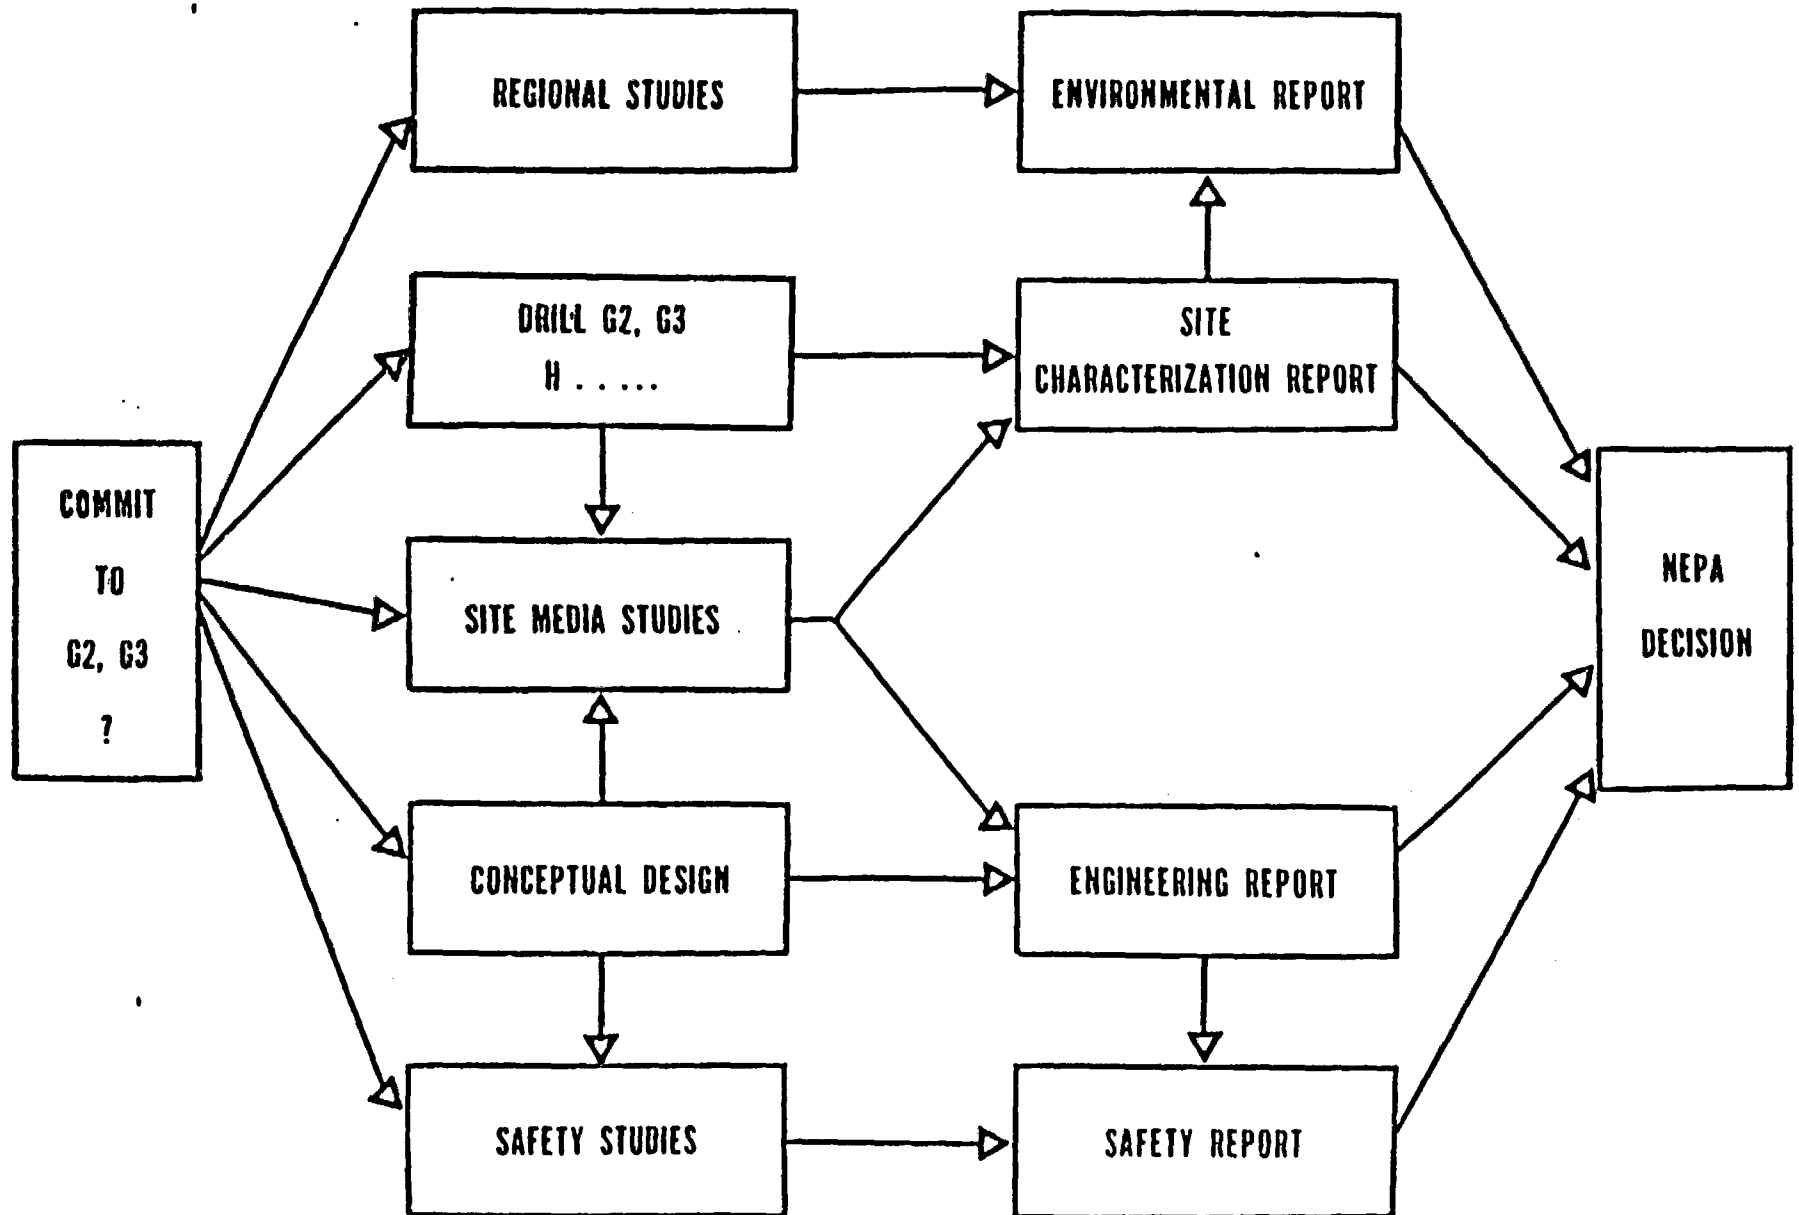 REGIONAL STUDIES
ENVIRONMENTAL REPORT
DRILL G2, G3
H . . . . .
SITE
CHARACTERIZATION REPORT
COMMIT
TO
G2, G3
?
SITE MEDIA STUDIES
NEPA
DECISION
CONCEPTUAL DESIGN
ENGINEERING REPORT
SAFETY STUDIES
SAFETY REPORT